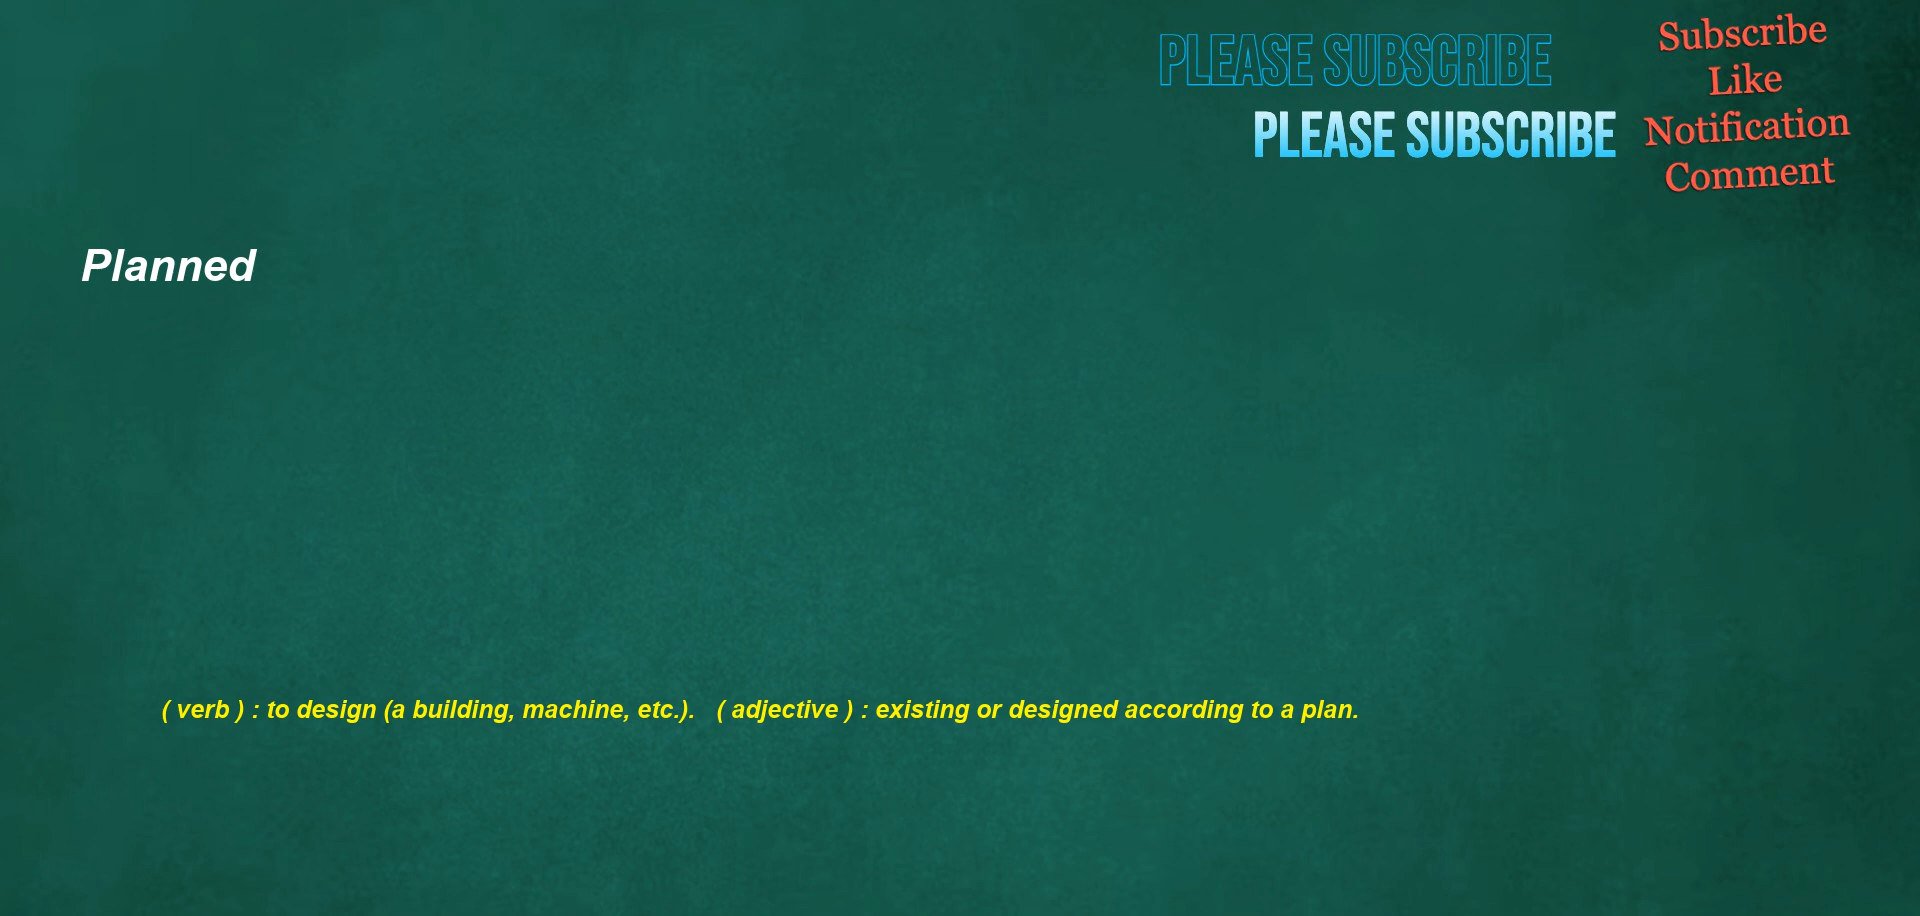 PLEASE SUBSCRIBE
PLEASE SUBSCRIBE
Subscribe
Like
Notification
Comment
Planned
( verb ) : to design (a building, machine, etc.).   ( adjective ) : existing or designed according to a plan.